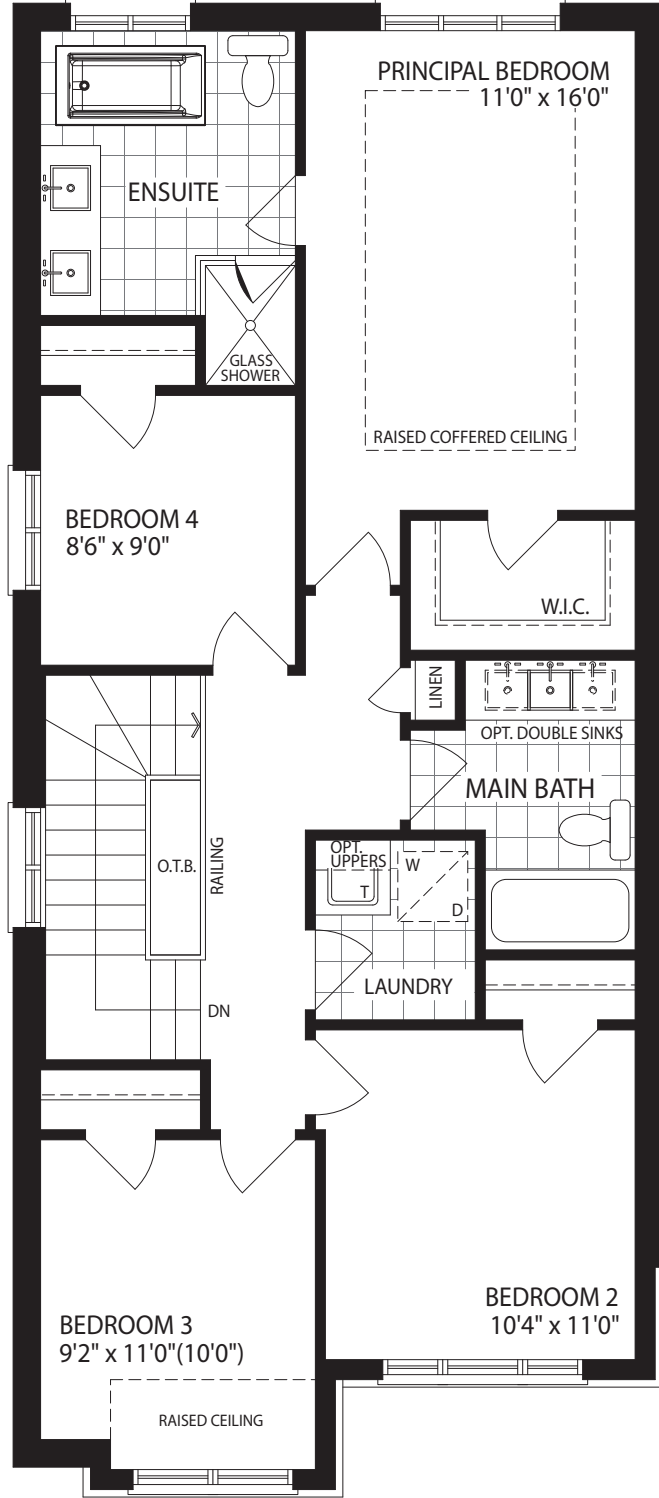 PRINCIPAL BEDROOM
11'0" x 16'0"
ENSUITE
GLASS
SHOWER
RAISED COFFERED CEILING
BEDROOM 4
8'6" x 9'0"
W.I.C.
LINEN
OPT. DOUBLE SINKS
MAIN BATH
O.T.B.
RAILING
OPT.
UPPERS
T
W
D
LAUNDRY
DN
BEDROOM 2
10'4" x 11'0"
BEDROOM 3
9'2" x 11'0"(10'0")
RAISED CEILING